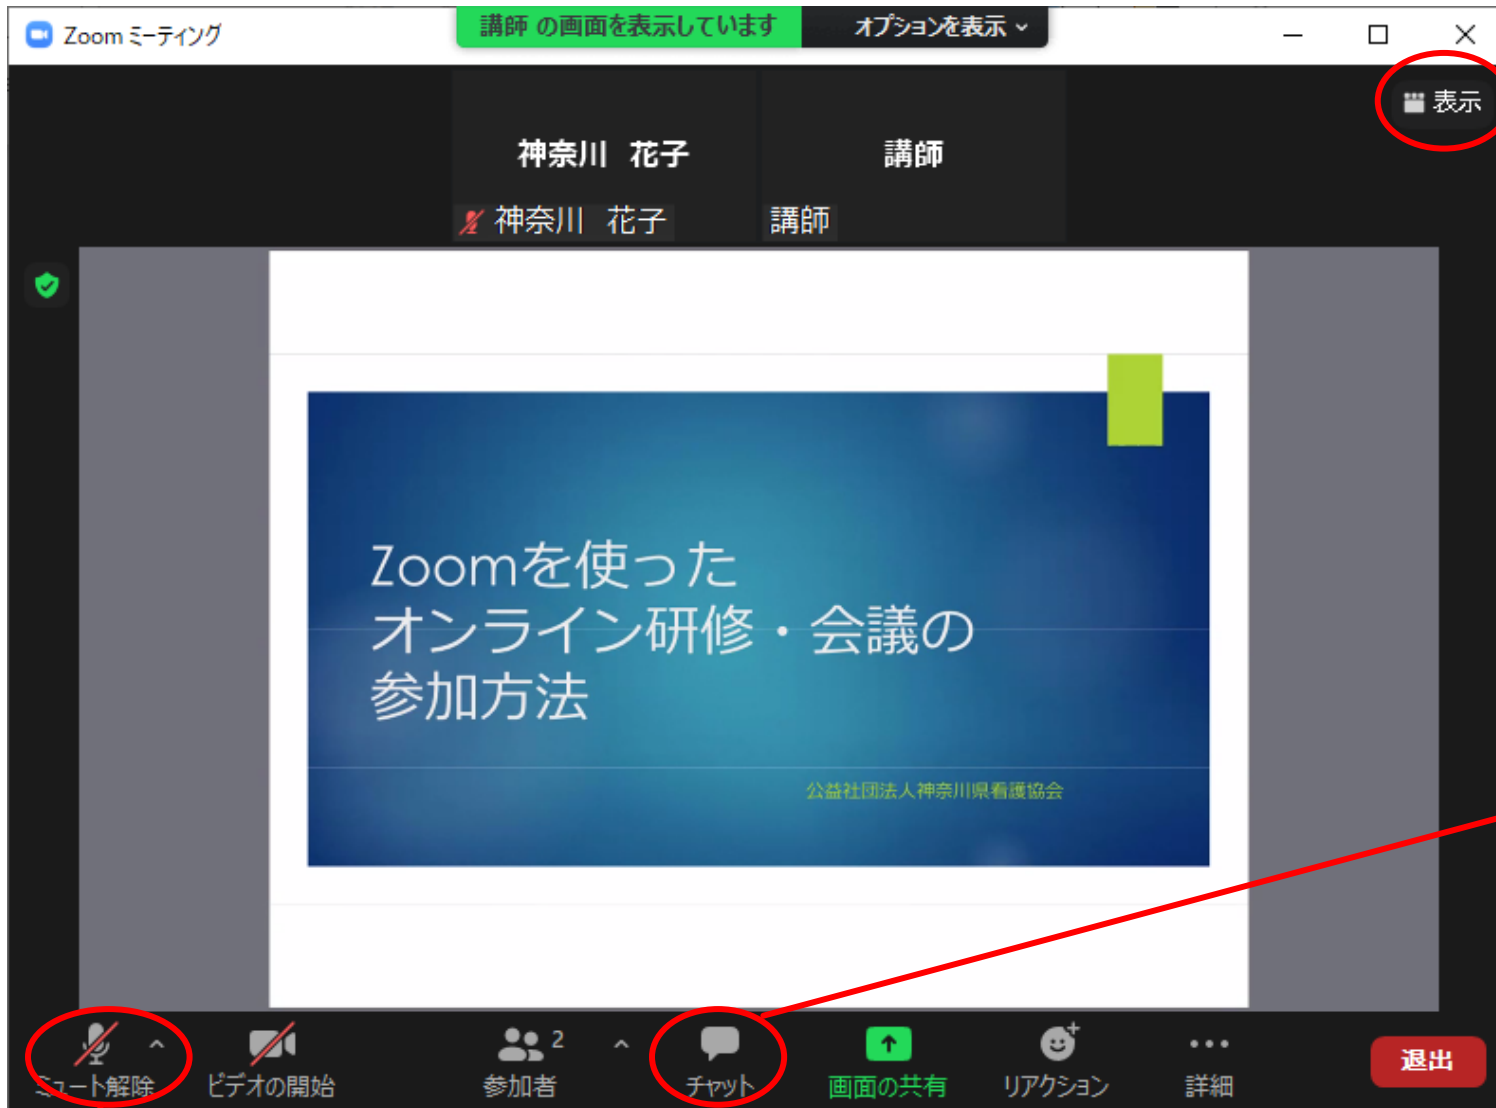 Zoom ミーティング
講師 の画面を表示しています
オプションを表示
表示
神奈川 花子
講師
神奈川 花子
講師
Zoomを使った
オンライン研修・会議の
参加方法
公益社団法人神奈川県看護協会
ミュート解除
ビデオの開始
2
参加者
チャット
画面の共有
リアクション
詳細
退出